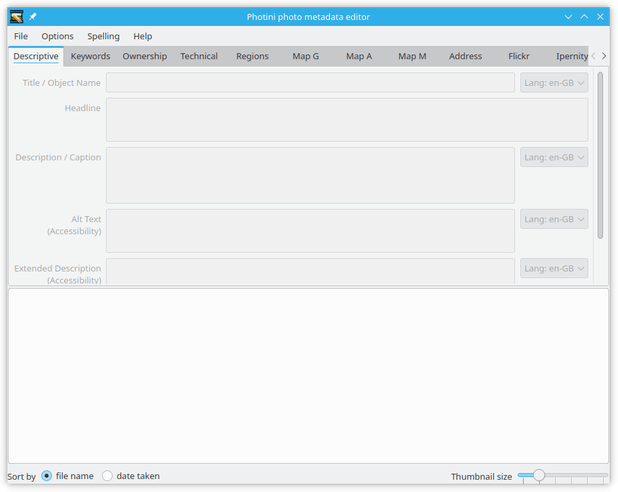 Photini photo metadata editor
File Options Spelling Help
Descriptive Keywords Ownership Technical Regions Map G Map A Map M Address Flickr Ipernity
Title / Object Name Lang: en-GB
Headline
Description / Caption Lang: en-GB
Alt Text Lang: en-GB
(Accessibility)
Extended Description Lang: en-GB
(Accessibility)
Sort by file name date taken Thumbnail size